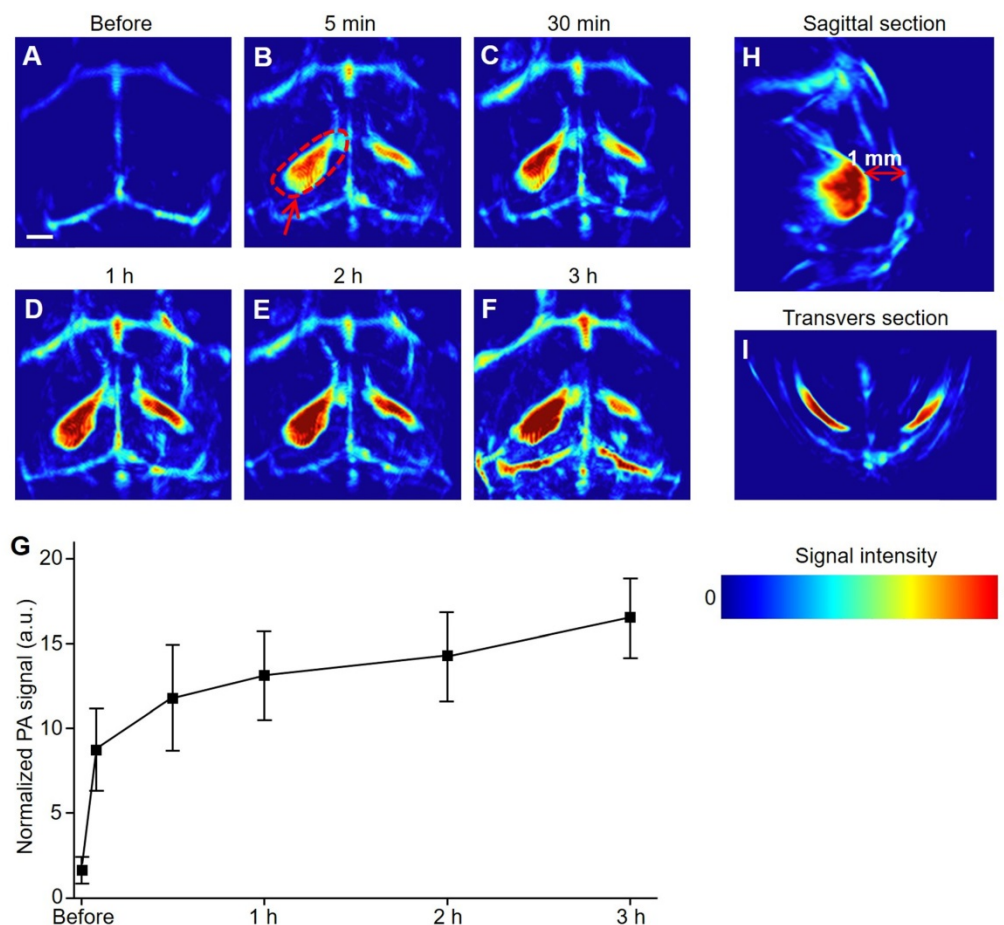 Before
5 min
30 min
Sagittal section
A
B
C
H
1 mm
1 h
2 h
3 h
Transvers section
D
E
F
I
G
Normalized PA signal (a.u.)
20
15
10
5
0
Before
1 h
2 h
3 h
Signal intensity
0